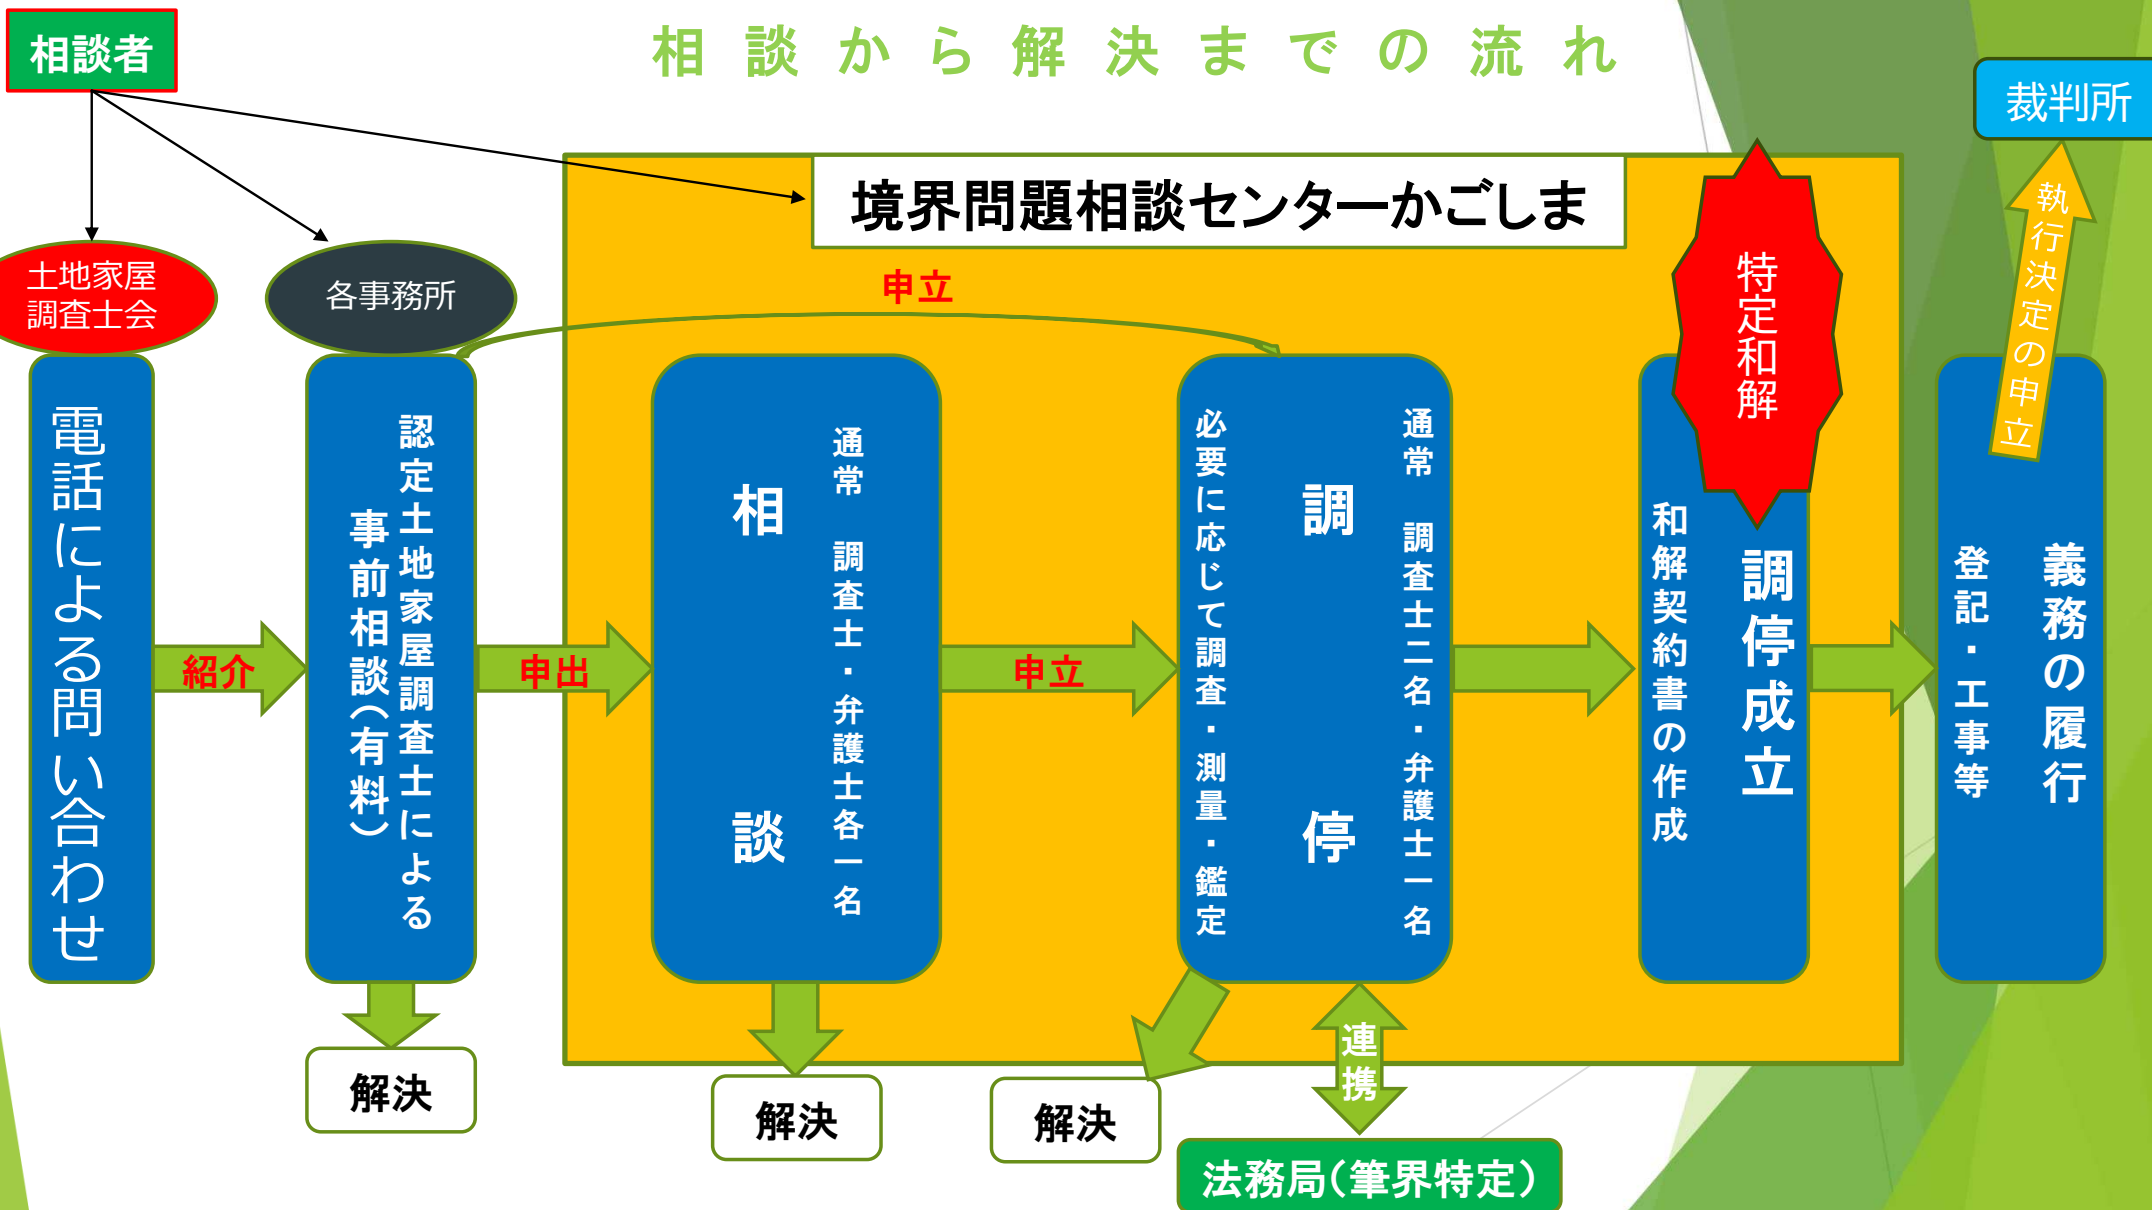 相談から解決までの流れ
相談者
裁判所
境界問題相談センターかごしま
執行決定の申立
特定和解
土地家屋
調査士会
各事務所
申立
電話による問い合わせ
紹介
認定土地家屋調査士による
事前相談（有料）
申出
通常　調査士・弁護士各一名
相談
申立
通常　調査士二名・弁護士一名
調停
必要に応じて調査・測量・鑑定
調停成立
和解契約書の作成
義務の履行
登記・工事等
連携
解決
解決
解決
法務局（筆界特定）